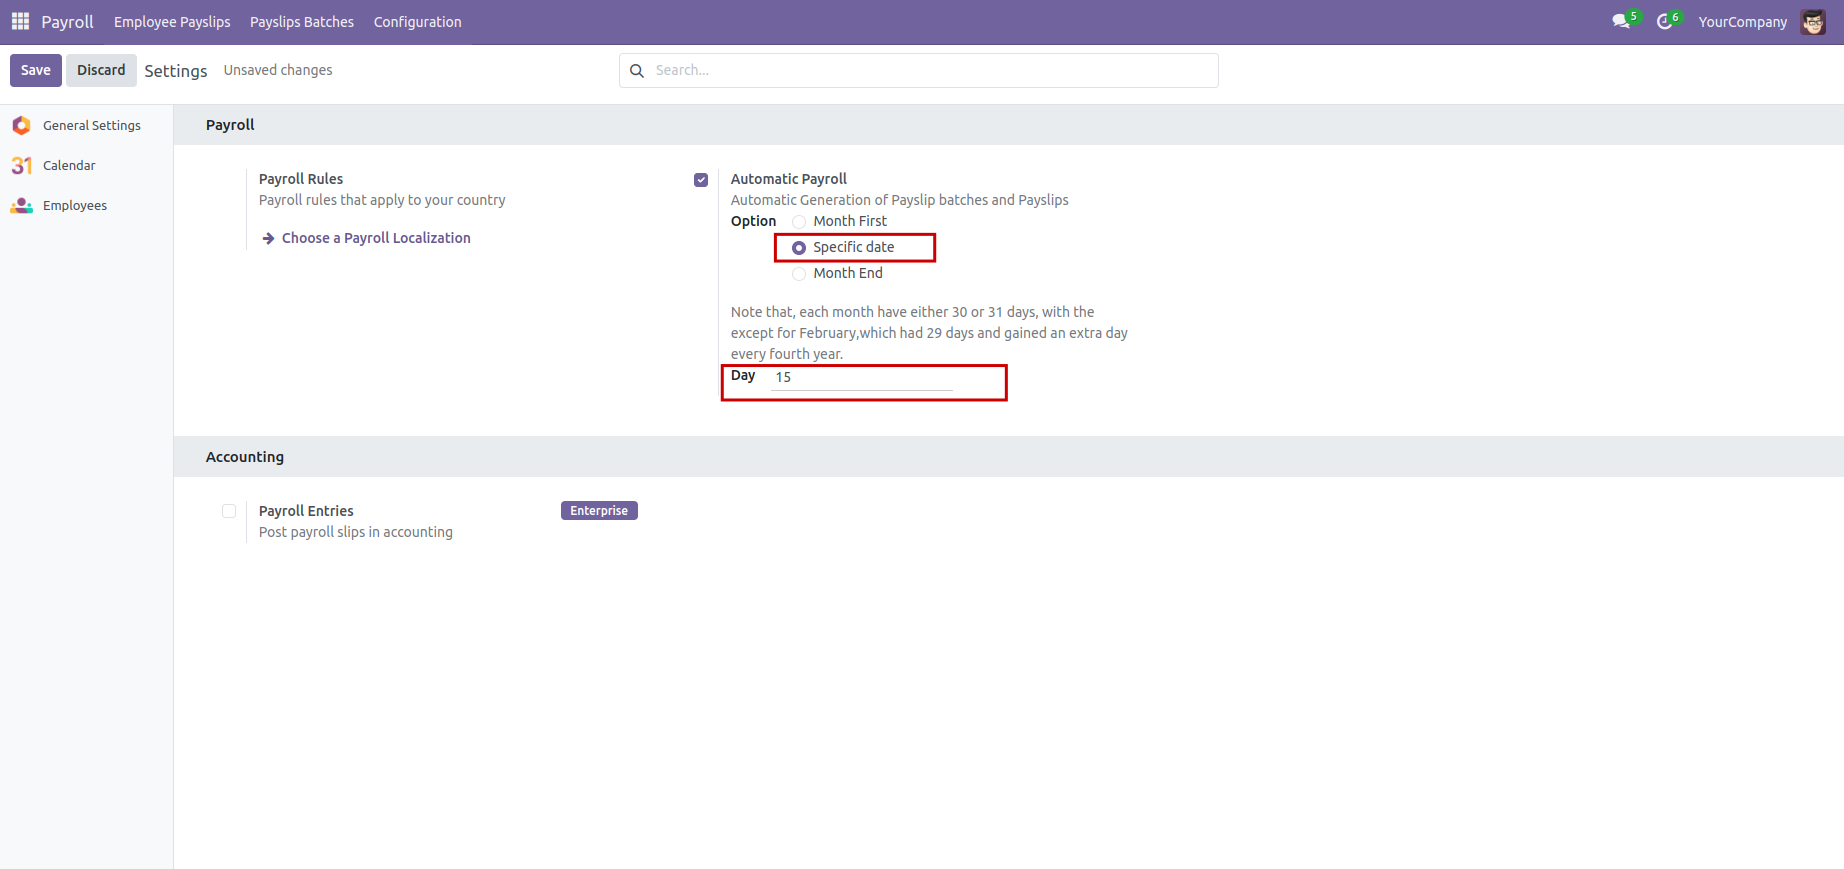 Payroll Employee Payslips Payslips Batches Configuration 5 6 YourCompany
Save Discard Settings Unsaved changes Search...
General Settings
31 Calendar
Employees
Payroll
Payroll Rules
Payroll rules that apply to your country
Choose a Payroll Localization
Automatic Payroll
Automatic Generation of Payslip batches and Payslips
Option Month First
Specific date
Month End
Note that, each month have either 30 or 31 days, with the
except for February,which had 29 days and gained an extra day
every fourth year.
Day 15
Accounting
Payroll Entries Enterprise
Post payroll slips in accounting